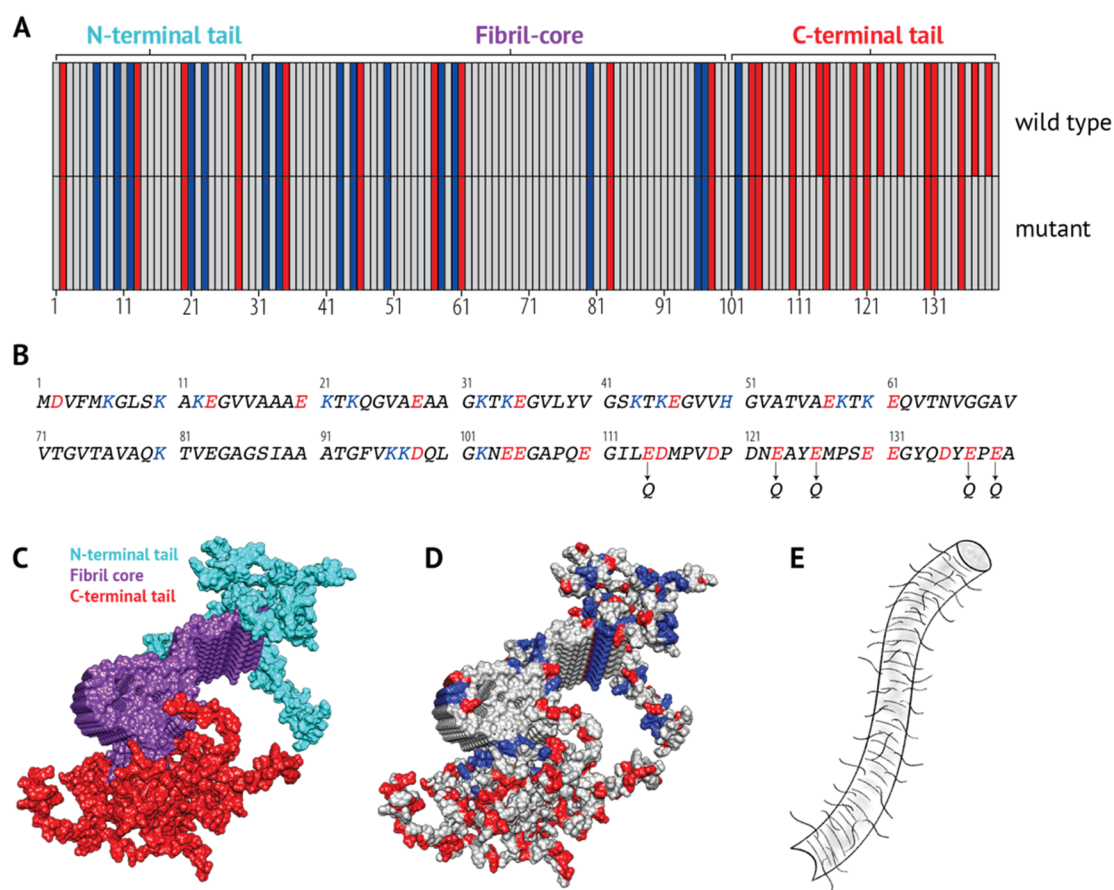 A
N-terminal tail Fibril-core C-terminal tail
wild type
mutant
1 11 21 31 41 51 61 71 81 91 101 111 121 131
B
1 11 21 31 41 51 61
MDVFMKGLSK AKEGVVAAAE KTKQGVAEAA GKTKEGVLYV GSKTKEGVVH GVATVAEKTK EQVTNVGGAV
71 81 91 101 111 121 131
VTGVTAVAQK TVEGAGSIAA ATGFVKKDQL GKNEEGAPQE GILEDMPVDP DNEAYEMPSE EGYQDYEPEA
Q Q Q Q Q
C
N-terminal tail
Fibril core
C-terminal tail
D
E